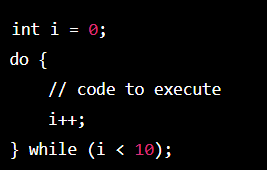 int i = 0;
do {
    // code to execute
    i++;
} while (i < 10);